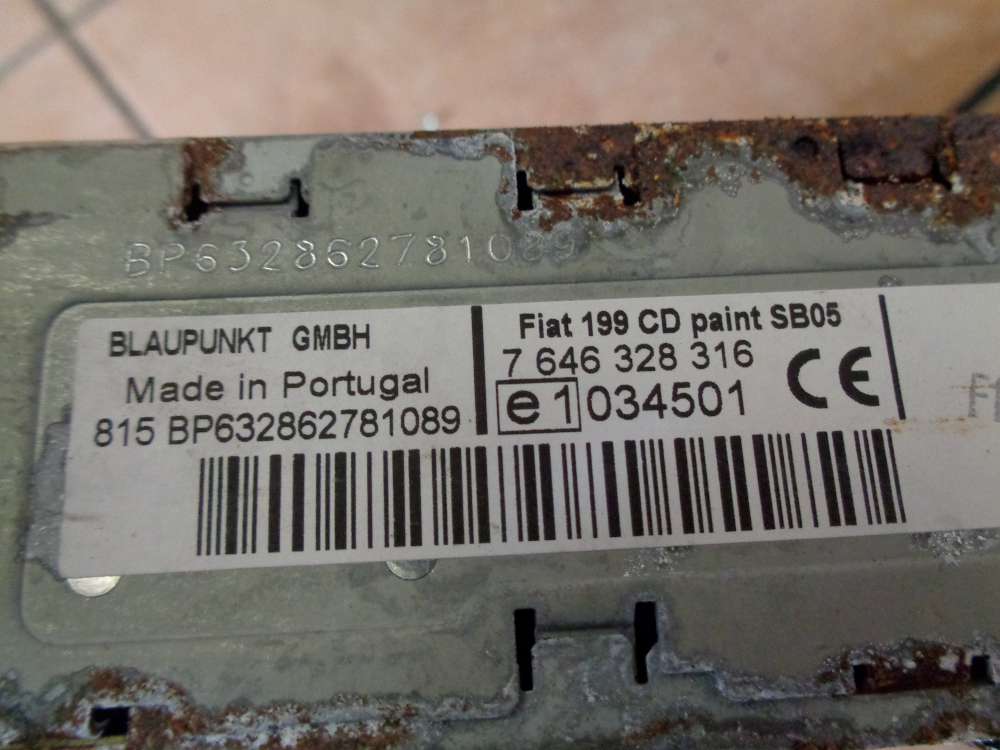 BP632862781089
BLAUPUNKT GMBH
Made in Portugal
815 BP632862781089
Fiat 199 CD paint SB05
7 646 328 316
e1 034501
CE